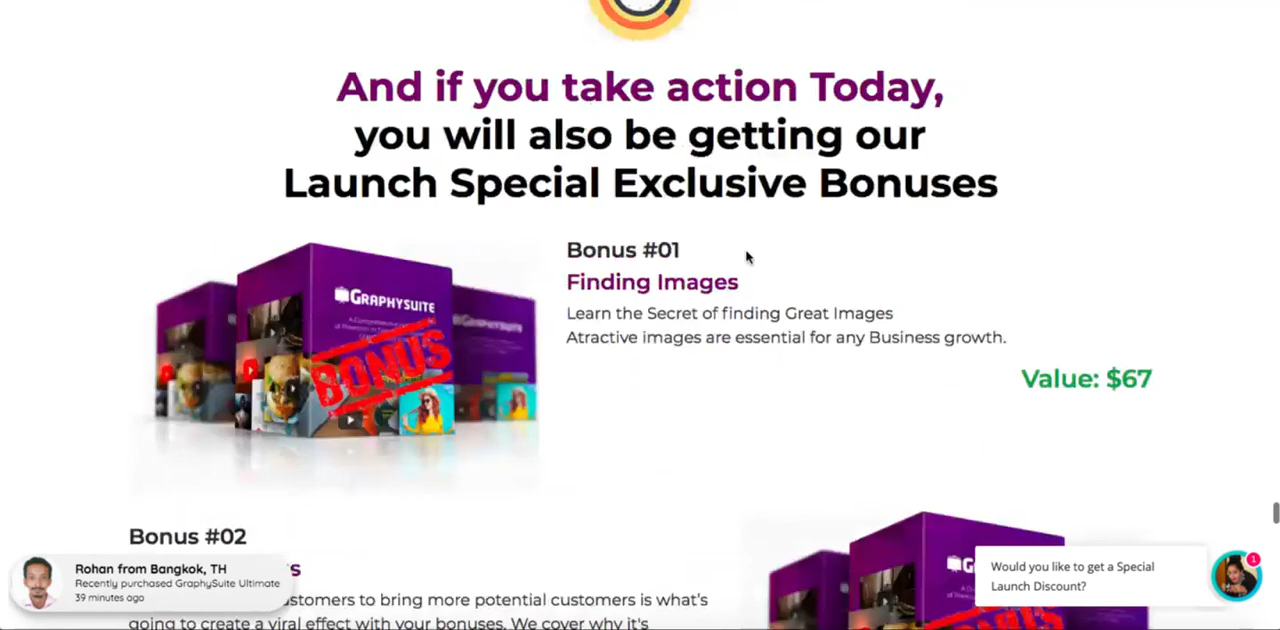 And if you take action Today,
you will also be getting our
Launch Special Exclusive Bonuses
GRAPHYSUITE
BONUS
Bonus #01
Finding Images
Learn the Secret of finding Great Images
Atractive images are essential for any Business growth.
Value: $67
Bonus #02
Rohan from Bangkok, TH
Recently purchased GraphySuite Ultimate
39 minutes ago
stomers to bring more potential customers is what's
going to create a viral effect with your bonuses. We cover why it's
Would you like to get a Special
Launch Discount?
1